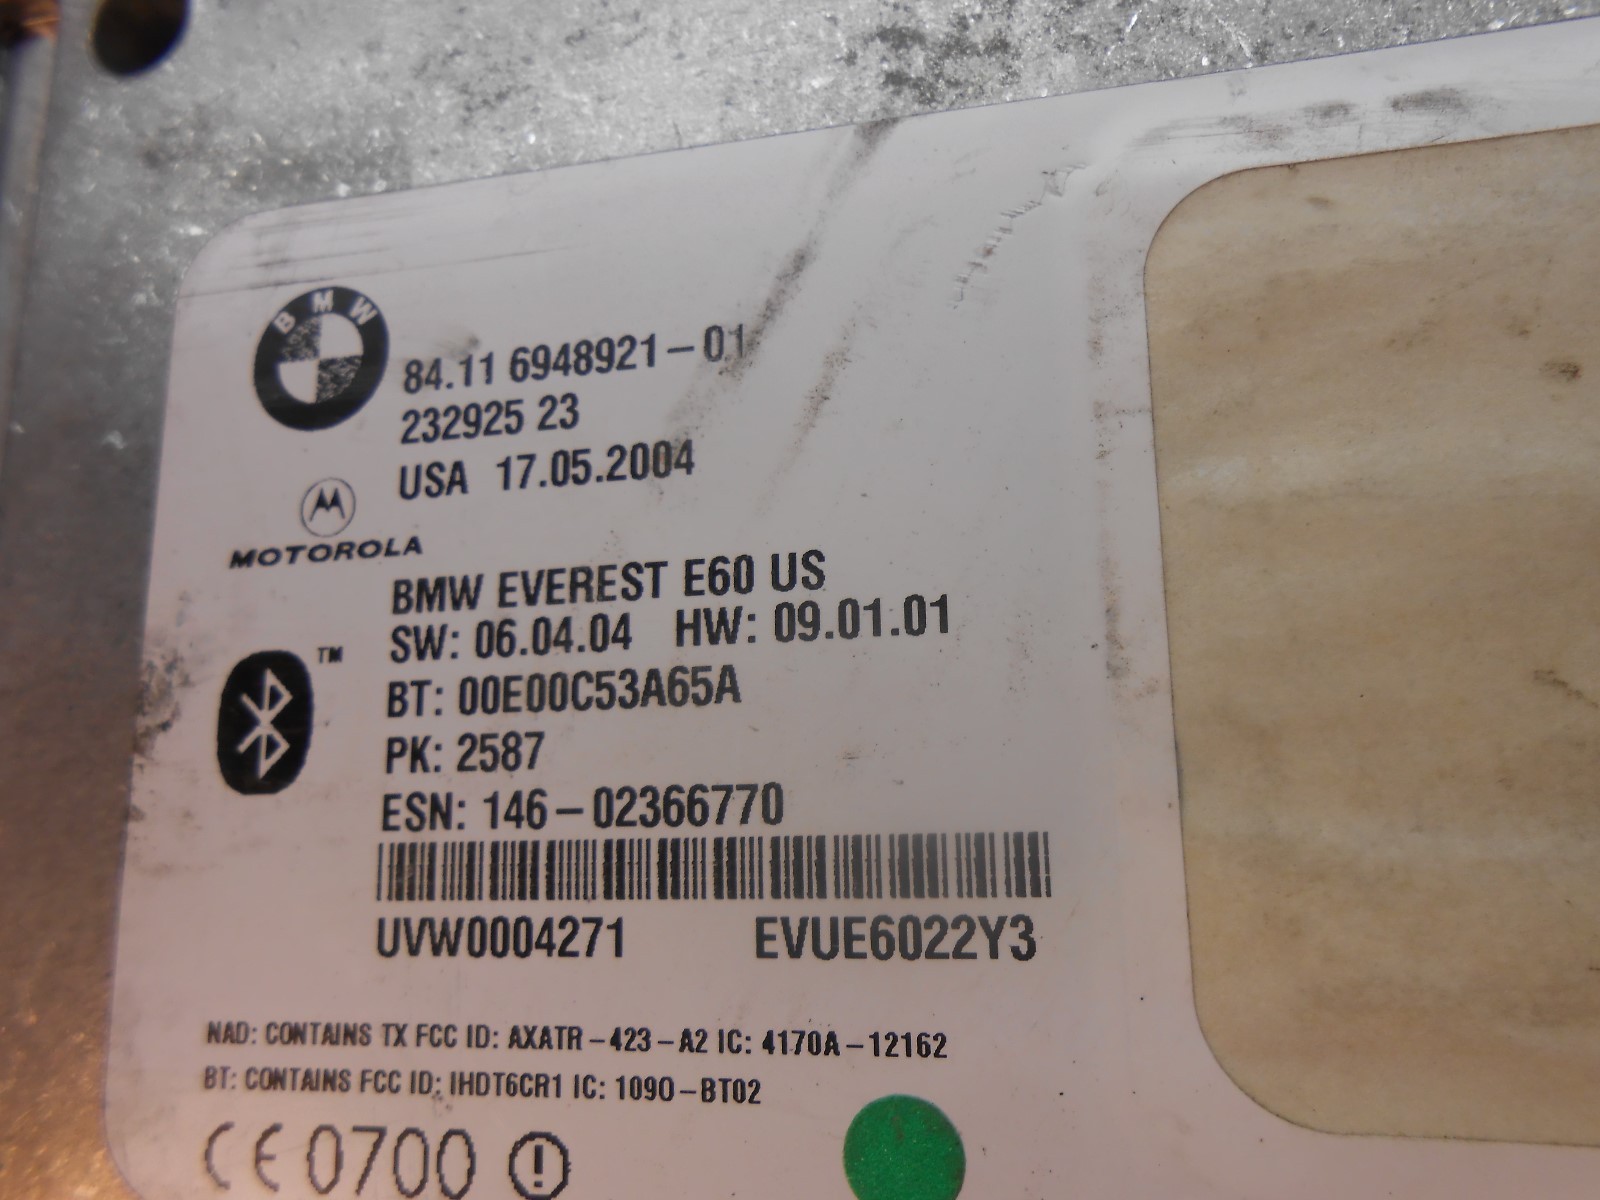 BMW
84.11 6948921-01
232925 23
USA 17.05.2004
MOTOROLA
BMW EVEREST E60 US
SW: 06.04.04 HW: 09.01.01
TM
BT: 00E00C53A65A
PK: 2587
ESN: 146-02366770
UVW0004271 EVUE6022Y3
NAD: CONTAINS TX FCC ID: AXATR-423-A2 IC: 4170A-12162
BT: CONTAINS FCC ID: IHDT6CR1 IC: 1090-BT02
CE 0700 !